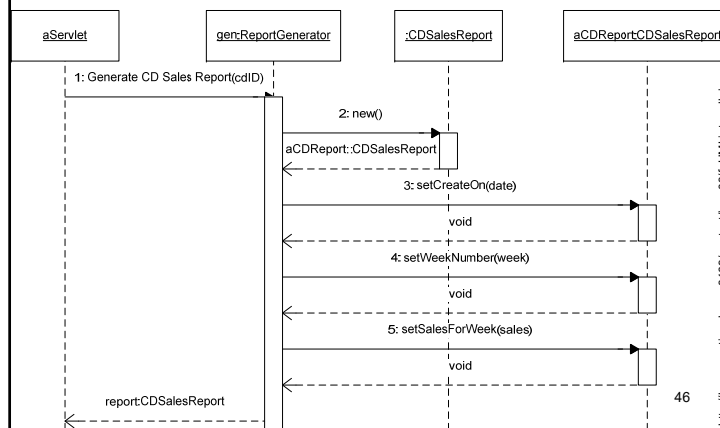 aServlet
gen:ReportGenerator
:CDSalesReport
aCDReport:CDSalesReport
1: Generate CD Sales Report(cdID)
2: new()
aCDReport::CDSalesReport
3: setCreateOn(date)
void
4: setWeekNumber(week)
void
5: setSalesForWeek(sales)
void
46
report:CDSalesReport